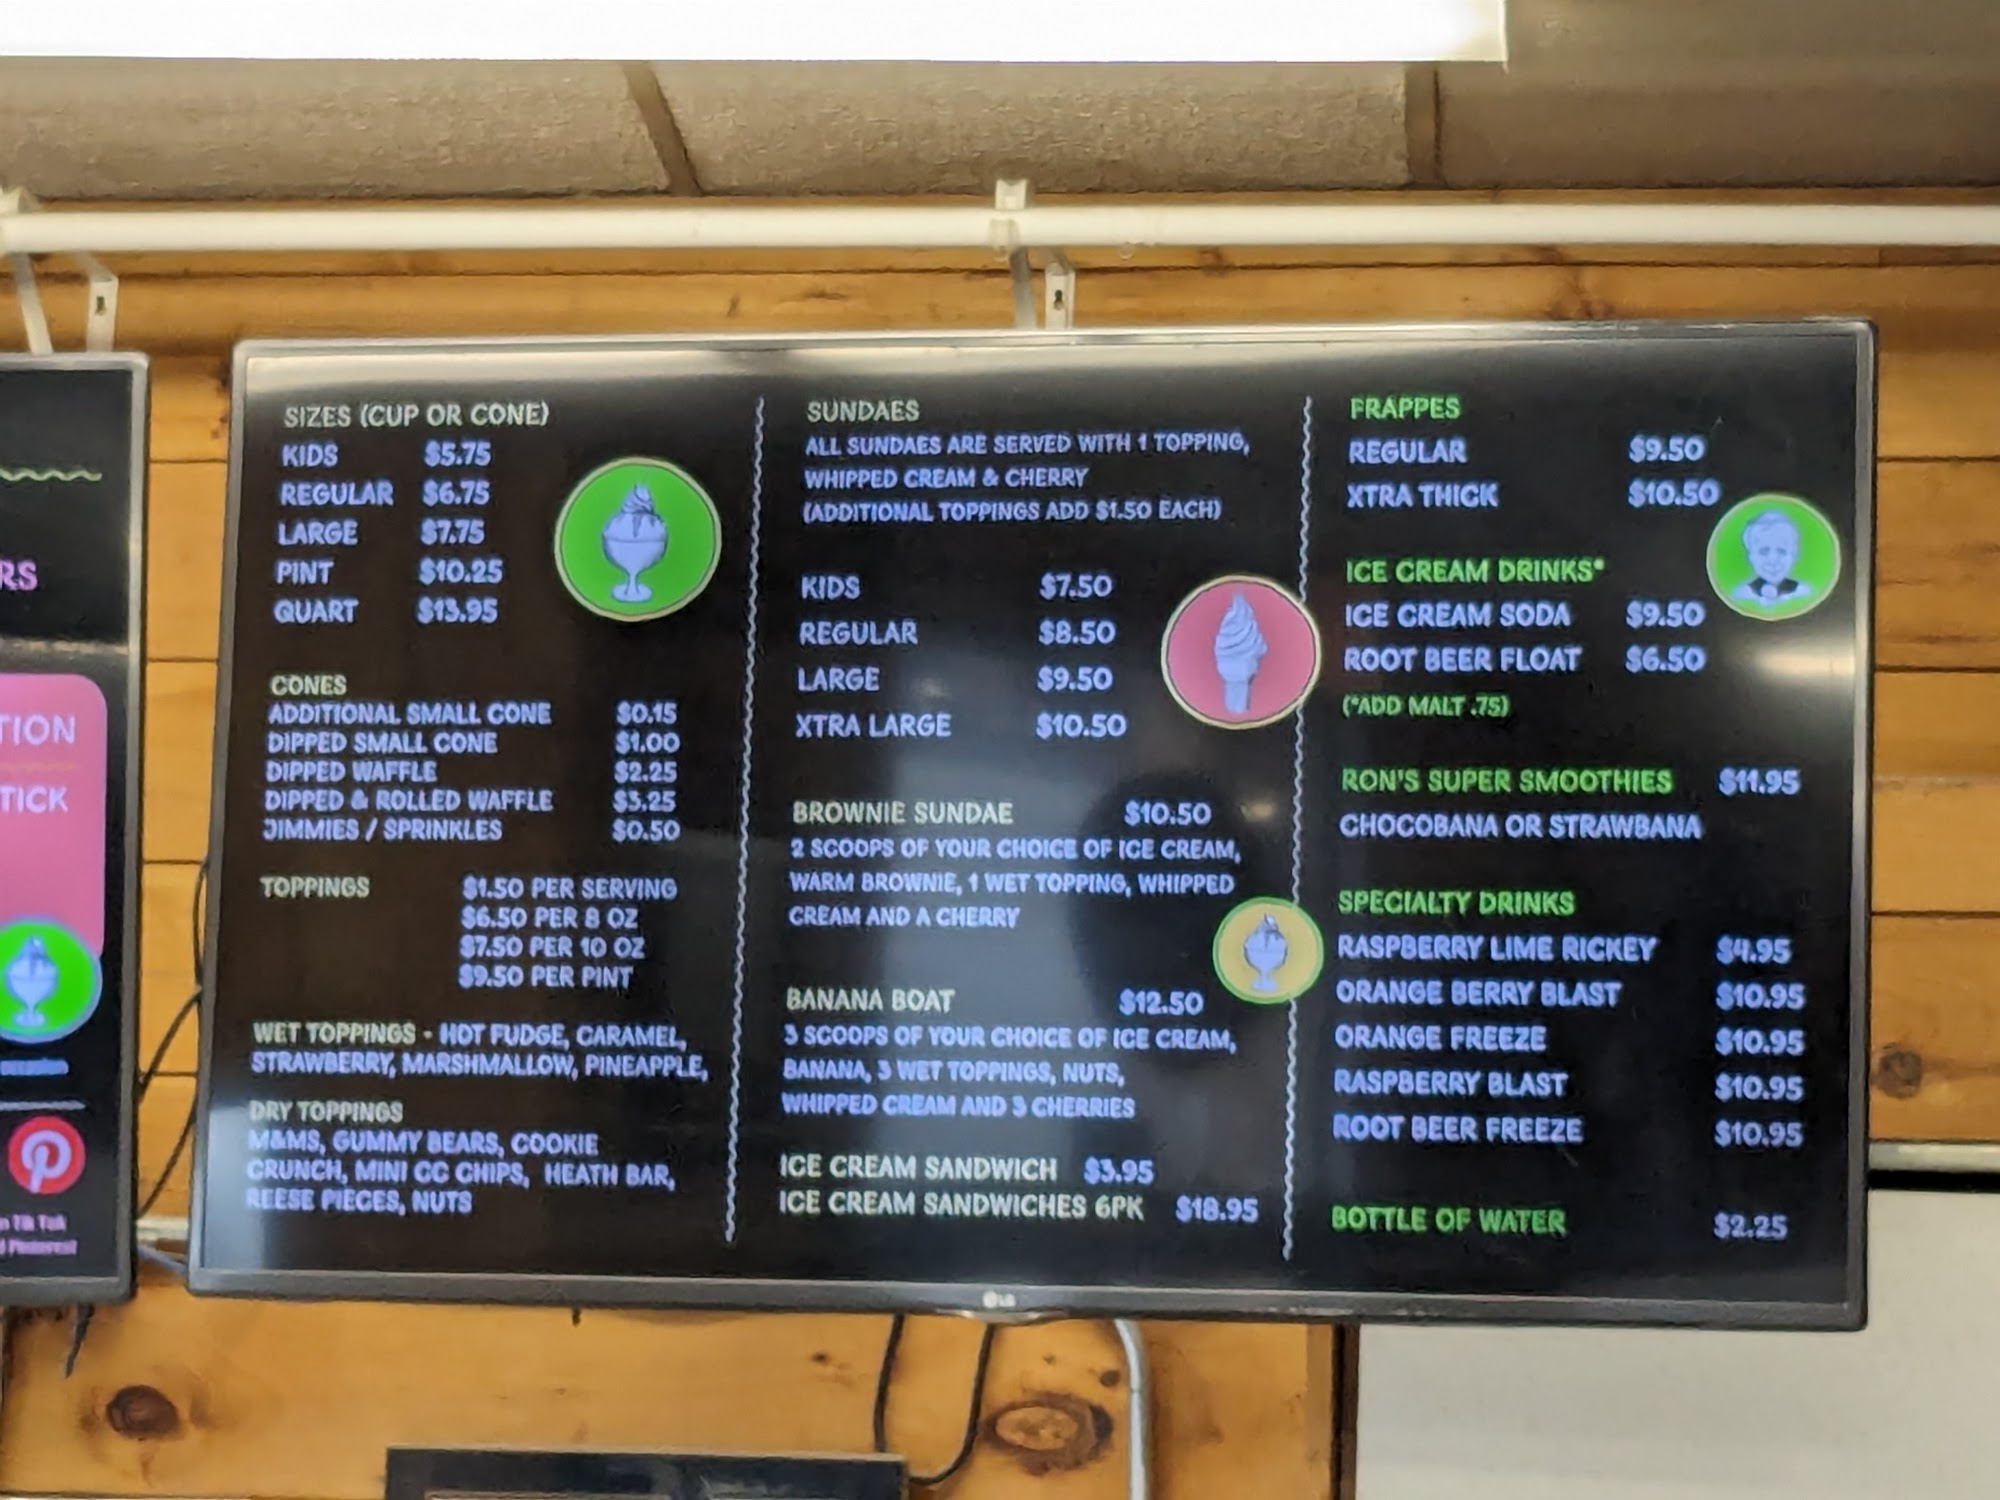 RS
TION
TICK
SIZES (CUP OR CONE)
KIDS $5.75
REGULAR $6.75
LARGE $7.75
PINT $10.25
QUART $13.95
CONES
ADDITIONAL SMALL CONE $0.15
DIPPED SMALL CONE $1.00
DIPPED WAFFLE $2.25
DIPPED & ROLLED WAFFLE $3.25
JIMMIES / SPRINKLES $0.50
TOPPINGS $1.50 PER SERVING
$6.50 PER 8 OZ
$7.50 PER 10 OZ
$9.50 PER PINT
WET TOPPINGS - HOT FUDGE, CARAMEL,
STRAWBERRY, MARSHMALLOW, PINEAPPLE,
DRY TOPPINGS
M&MS, GUMMY BEARS, COOKIE
CRUNCH, MINI CC CHIPS, HEATH BAR,
REESE PIECES, NUTS
SUNDAES
ALL SUNDAES ARE SERVED WITH 1 TOPPING,
WHIPPED CREAM & CHERRY
(ADDITIONAL TOPPINGS ADD $1.50 EACH)
KIDS $7.50
REGULAR $8.50
LARGE $9.50
XTRA LARGE $10.50
BROWNIE SUNDAE $10.50
2 SCOOPS OF YOUR CHOICE OF ICE CREAM,
WARM BROWNIE, 1 WET TOPPING, WHIPPED
CREAM AND A CHERRY
BANANA BOAT $12.50
3 SCOOPS OF YOUR CHOICE OF ICE CREAM,
BANANA, 3 WET TOPPINGS, NUTS,
WHIPPED CREAM AND 3 CHERRIES
ICE CREAM SANDWICH $3.95
ICE CREAM SANDWICHES 6PK $18.95
FRAPPES
REGULAR $9.50
XTRA THICK $10.50
ICE CREAM DRINKS*
ICE CREAM SODA $9.50
ROOT BEER FLOAT $6.50
(*ADD MALT .75)
RON'S SUPER SMOOTHIES $11.95
CHOCOBANA OR STRAWBANA
SPECIALTY DRINKS
RASPBERRY LIME RICKEY $4.95
ORANGE BERRY BLAST $10.95
ORANGE FREEZE $10.95
RASPBERRY BLAST $10.95
ROOT BEER FREEZE $10.95
BOTTLE OF WATER $2.25
LG